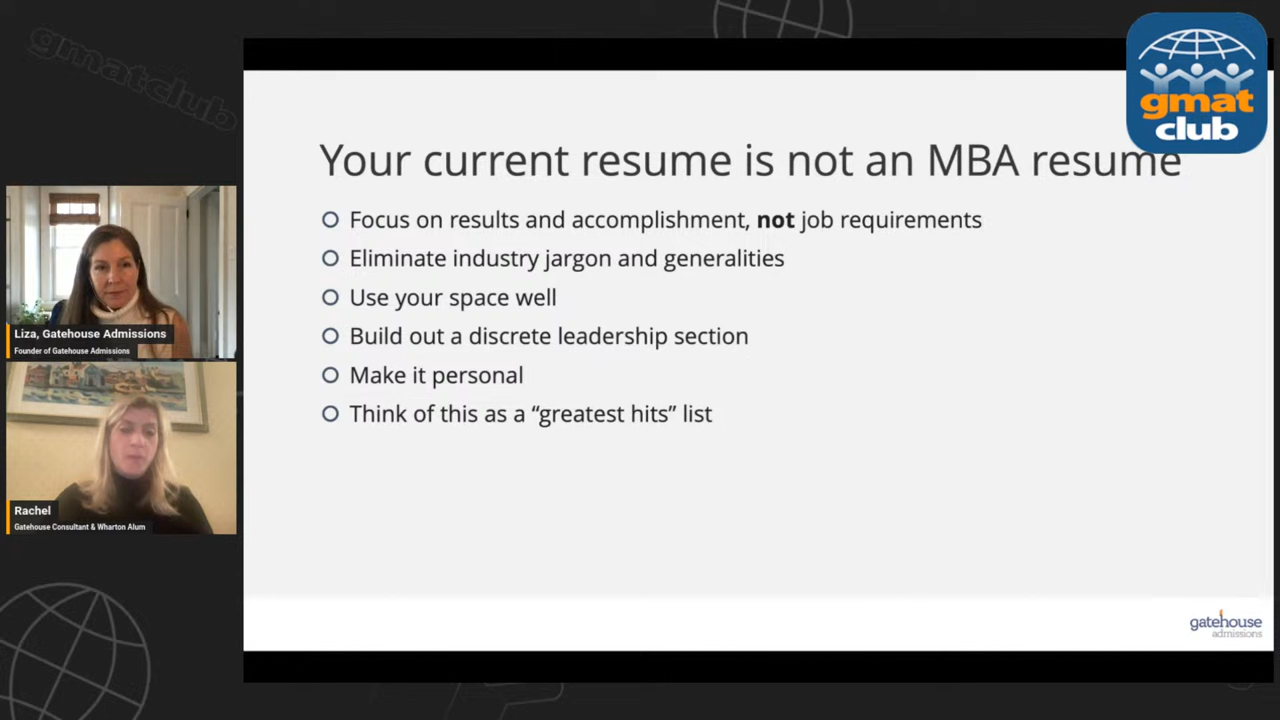 gmatclub
gmat
club
Your current resume is not an MBA resume
Focus on results and accomplishment, not job requirements
Eliminate industry jargon and generalities
Use your space well
Build out a discrete leadership section
Make it personal
Think of this as a “greatest hits” list
Liza, Gatehouse Admissions
Founder of Gatehouse Admissions
Rachel
Gatehouse Consultant & Wharton Alum
gatehouse
admissions